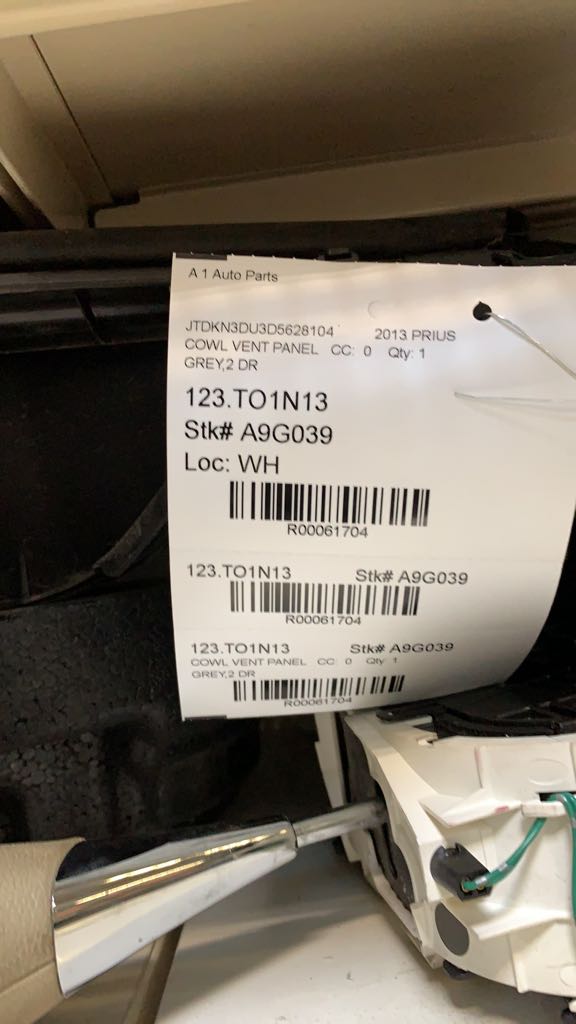 A 1 Auto Parts
JTDKN3DU3D5628104 2013 PRIUS
COWL VENT PANEL CC: 0 Qty: 1
GREY,2 DR
123.TO1N13
Stk# A9G039
Loc: WH
R00061704
123.TO1N13 Stk# A9G039
R00061704
123.TO1N13 Stk# A9G039
COWL VENT PANEL CC: 0 Qty: 1
GREY,2 DR
R00061704